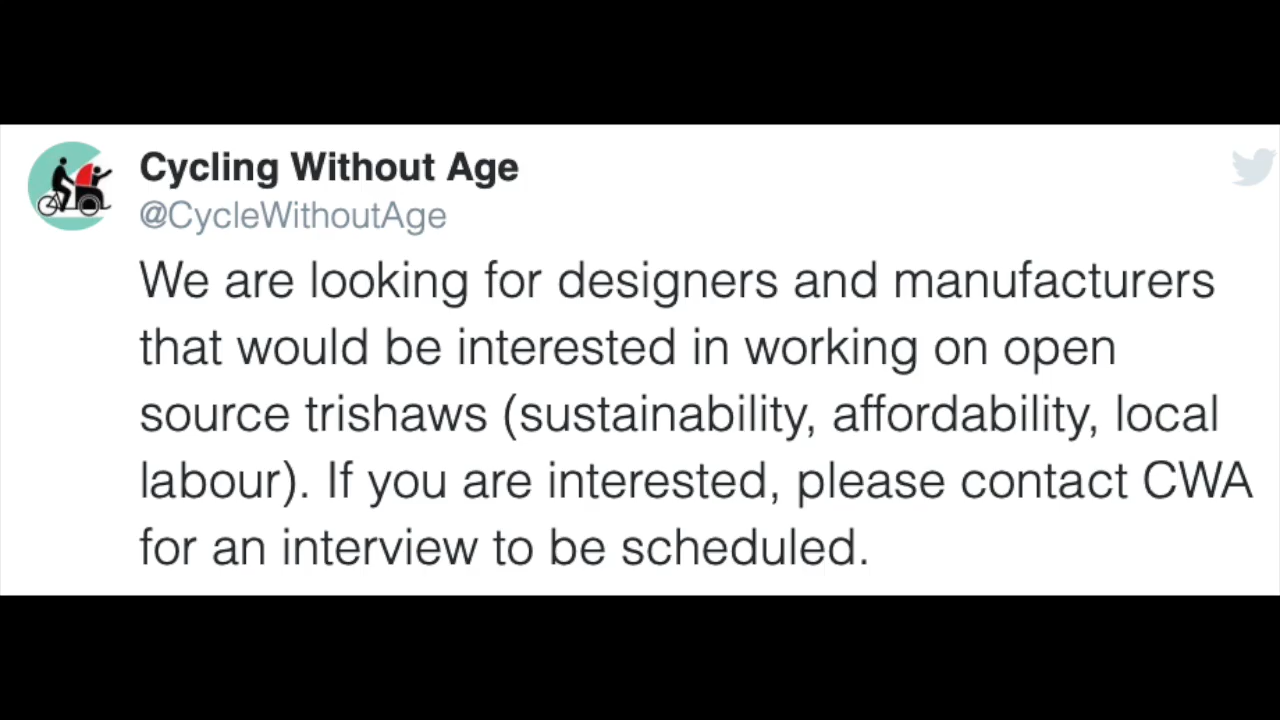 Cycling Without Age
@CycleWithoutAge
We are looking for designers and manufacturers
that would be interested in working on open
source trishaws (sustainability, affordability, local
labour). If you are interested, please contact CWA
for an interview to be scheduled.